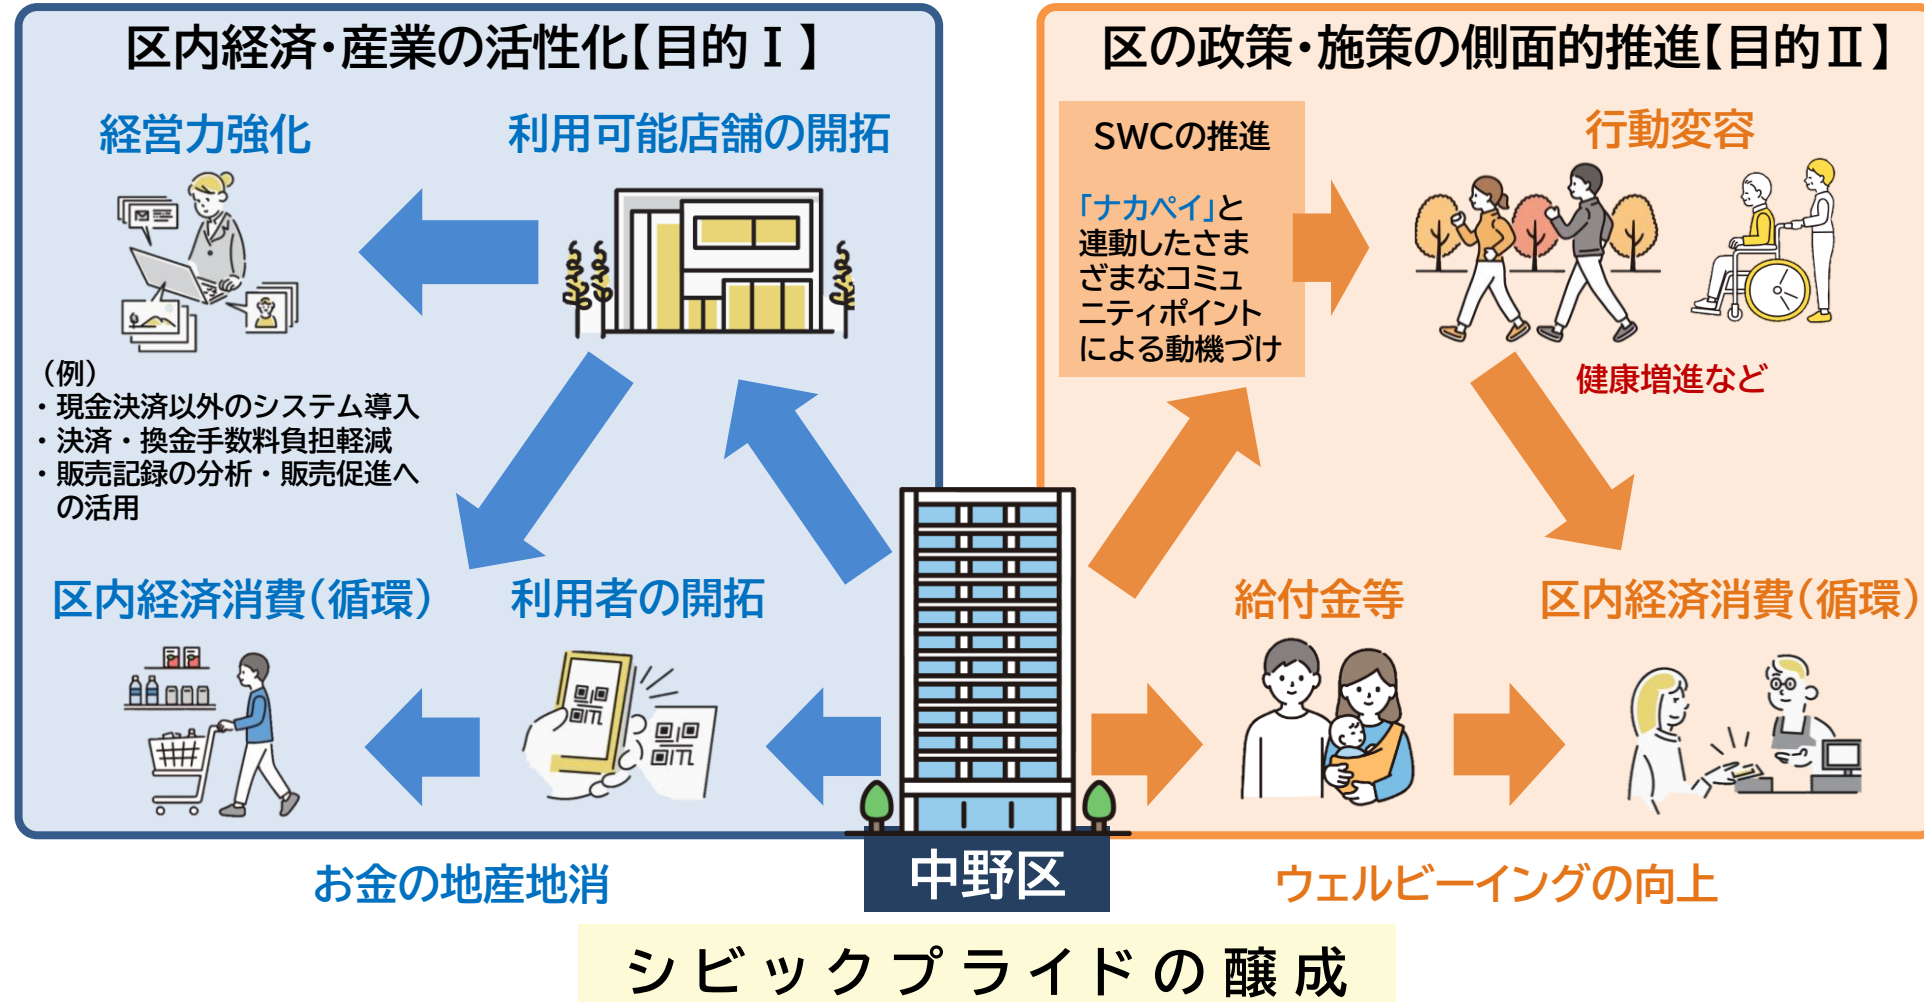 区内経済・産業の活性化【目的Ⅰ】
経営力強化
利用可能店舗の開拓
（例）
・現金決済以外のシステム導入
・決済・換金手数料負担軽減
・販売記録の分析・販売促進へ
の活用
区内経済消費（循環）
利用者の開拓
お金の地産地消
区の政策・施策の側面的推進【目的Ⅱ】
SWCの推進
「ナカペイ」と
連動したさま
ざまなコミュ
ニティポイント
による動機づけ
行動変容
健康増進など
給付金等
区内経済消費（循環）
ウェルビーイングの向上
中野区
シビックプライドの醸成